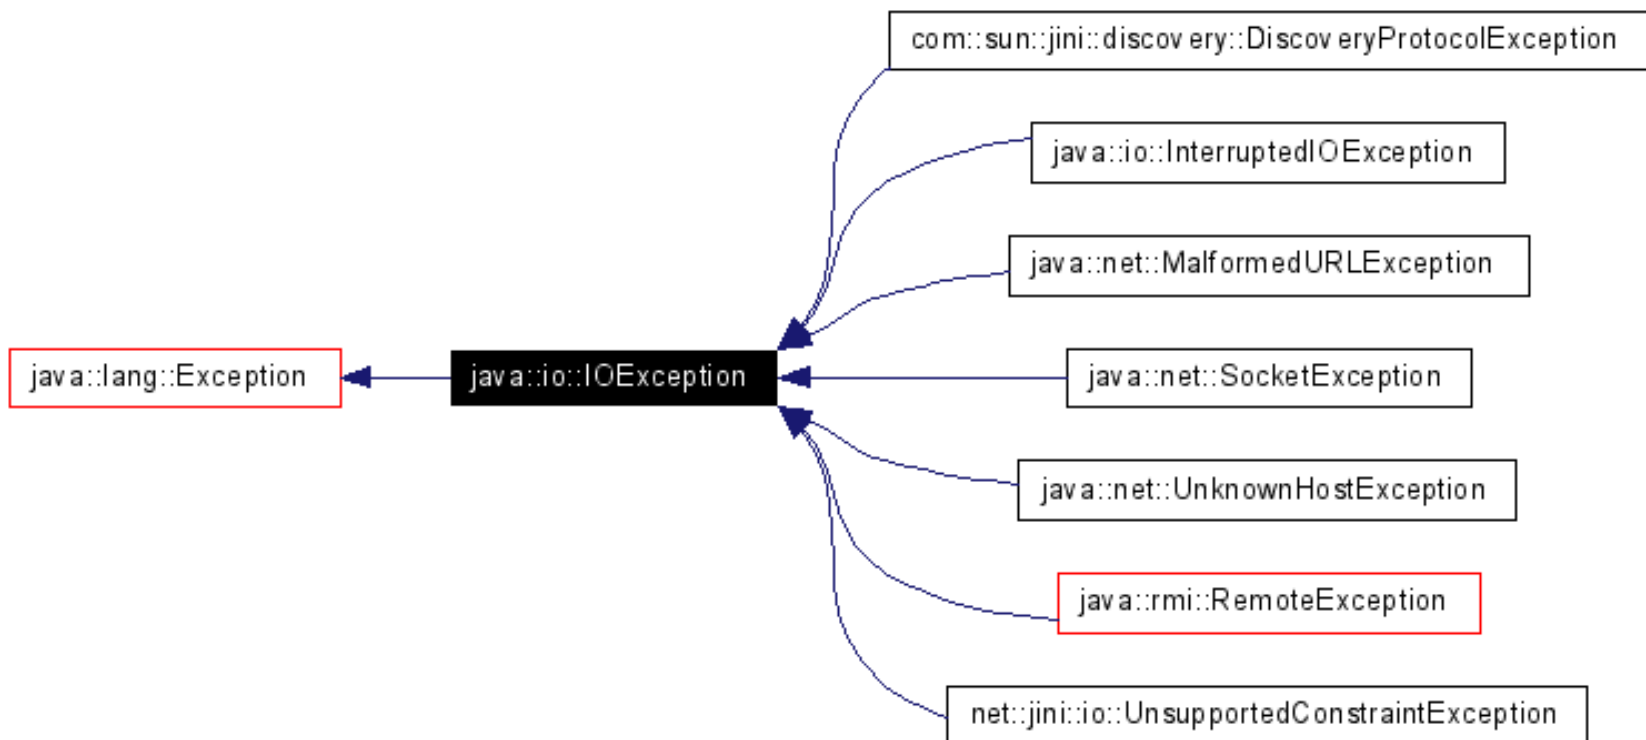 com::sun::jini::discovery::DiscoveryProtocolException
java::io::InterruptedIOException
java::net::MalformedURLException
java::lang::Exception
java::io::IOException
java::net::SocketException
java::net::UnknownHostException
java::rmi::RemoteException
net::jini::io::UnsupportedConstraintException